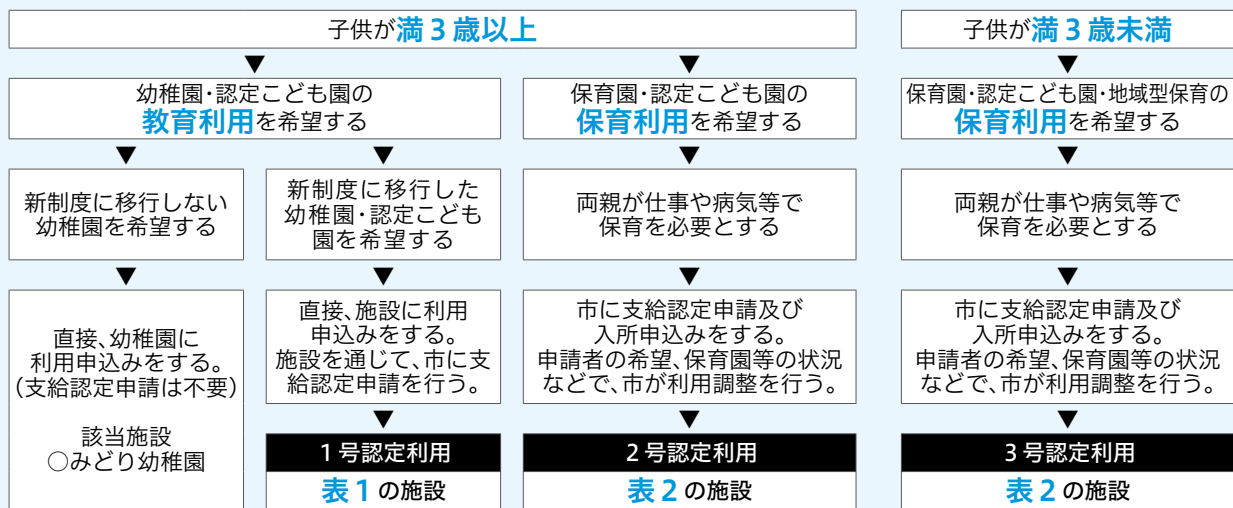 子供が満3歳以上
子供が満3歳未満
▼
▼
▼
幼稚園・認定こども園の
教育利用を希望する
保育園・認定こども園の
保育利用を希望する
保育園・認定こども園・地域型保育の
保育利用を希望する
▼
▼
▼
▼
新制度に移行しない
幼稚園を希望する
新制度に移行した
幼稚園・認定こども
園を希望する
両親が仕事や病気等で
保育を必要とする
両親が仕事や病気等で
保育を必要とする
▼
▼
▼
▼
直接、幼稚園に
利用申込みをする。
(支給認定申請は不要)
該当施設
○みどり幼稚園
直接、施設に利用
申込みをする。
施設を通じて、市に支
給認定申請を行う。
市に支給認定申請及び
入所申込みをする。
申請者の希望、保育園等の状況
などで、市が利用調整を行う。
市に支給認定申請及び
入所申込みをする。
申請者の希望、保育園等の状況
などで、市が利用調整を行う。
▼
▼
▼
1号認定利用
表1の施設
2号認定利用
表2の施設
3号認定利用
表2の施設